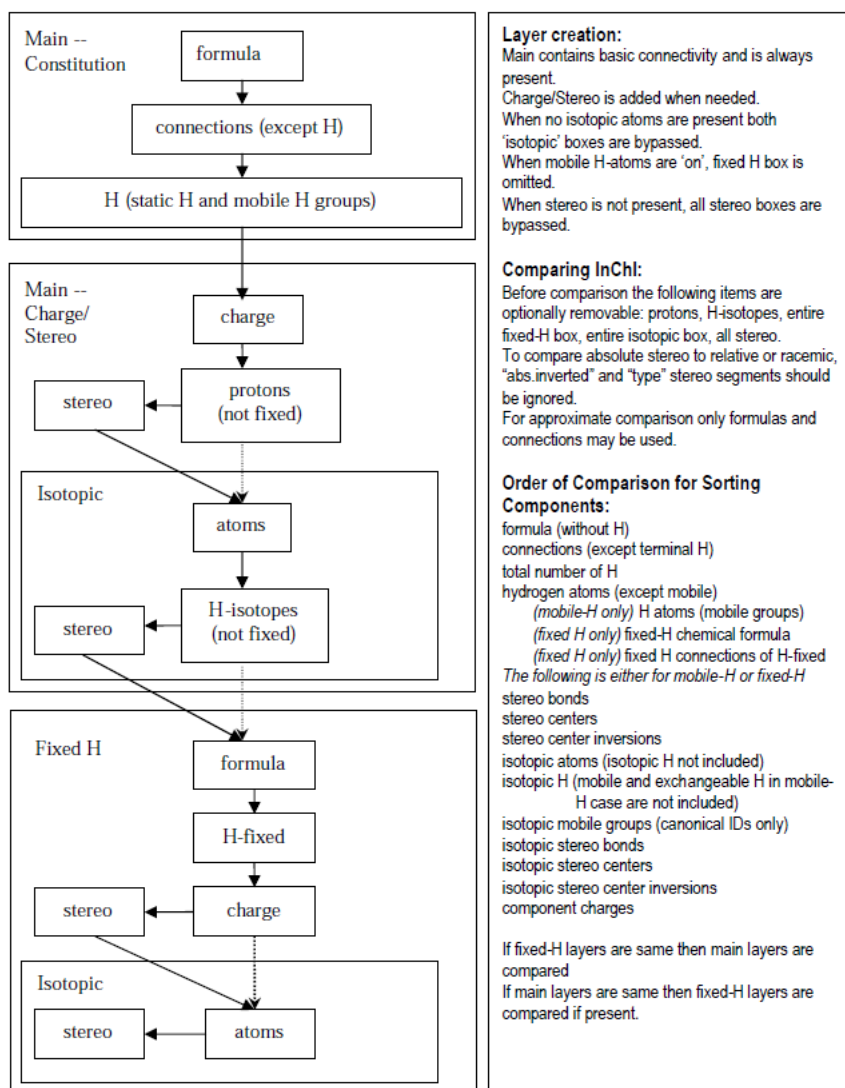 Main --
Constitution
formula
connections (except H)
H (static H and mobile H groups)
Main --
Charge/
Stereo
charge
protons
(not fixed)
stereo
Isotopic
atoms
H-isotopes
(not fixed)
stereo
Fixed H
formula
H-fixed
charge
stereo
Isotopic
atoms
stereo
Layer creation:
Main contains basic connectivity and is always
present.
Charge/Stereo is added when needed.
When no isotopic atoms are present both
‘isotopic’ boxes are bypassed.
When mobile H-atoms are ‘on’, fixed H box is
omitted.
When stereo is not present, all stereo boxes are
bypassed.
Comparing InChI:
Before comparison the following items are
optionally removable: protons, H-isotopes, entire
fixed-H box, entire isotopic box, all stereo.
To compare absolute stereo to relative or racemic,
“abs.inverted” and “type” stereo segments should
be ignored.
For approximate comparison only formulas and
connections may be used.
Order of Comparison for Sorting
Components:
formula (without H)
connections (except terminal H)
total number of H
hydrogen atoms (except mobile)
(mobile-H only) H atoms (mobile groups)
(fixed H only) fixed-H chemical formula
(fixed H only) fixed H connections of H-fixed
The following is either for mobile-H or fixed-H
stereo bonds
stereo centers
stereo center inversions
isotopic atoms (isotopic H not included)
isotopic H (mobile and exchangeable H in mobile-
H case are not included)
isotopic mobile groups (canonical IDs only)
isotopic stereo bonds
isotopic stereo centers
isotopic stereo center inversions
component charges
If fixed-H layers are same then main layers are
compared
If main layers are same then fixed-H layers are
compared if present.